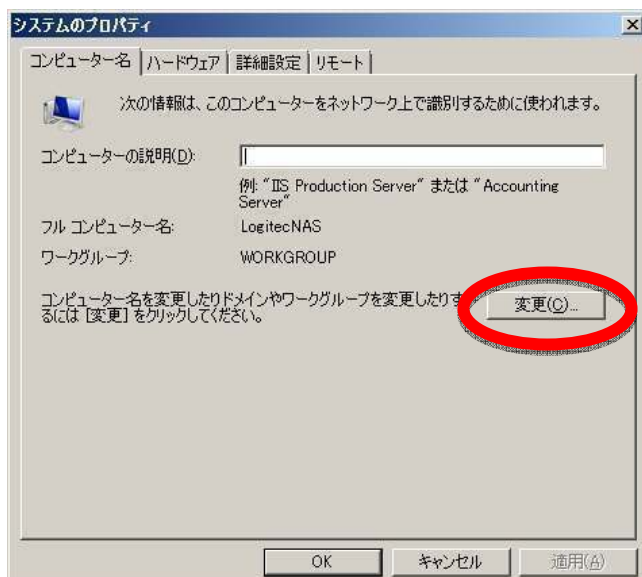 システムのプロパティ
コンピューター名 ハードウェア 詳細設定 リモート
次の情報は、このコンピューターをネットワーク上で識別するために使われます。
コンピューターの説明(D):
例: "IIS Production Server" または "Accounting
Server"
フル コンピューター名: LogitecNAS
ワークグループ: WORKGROUP
コンピューター名を変更したりドメインやワークグループを変更したりす
るには [変更] をクリックしてください。
変更(C)...
OK キャンセル 適用(A)